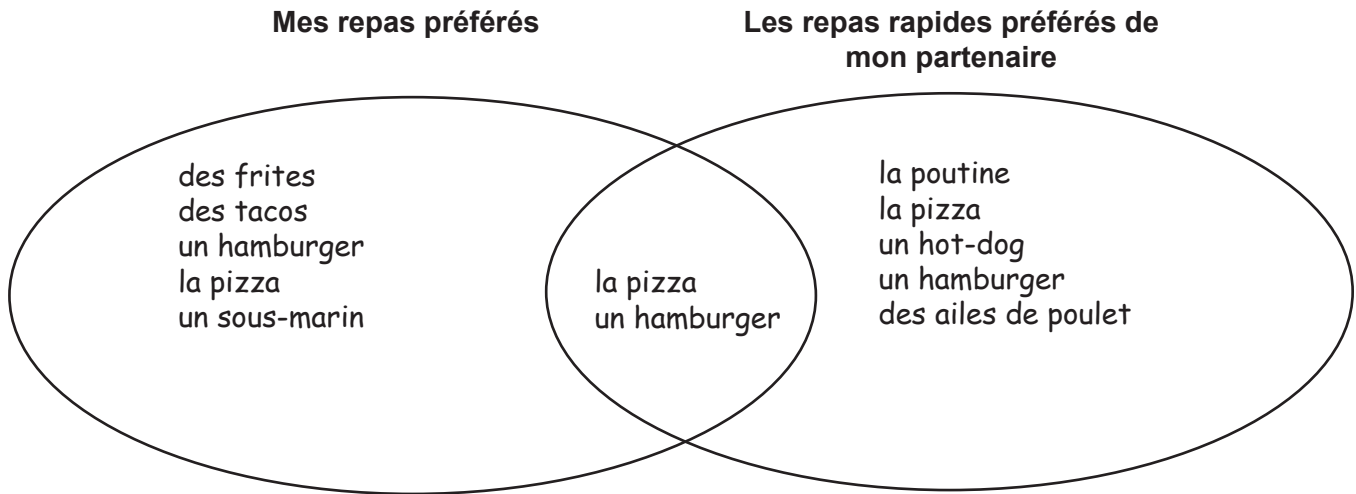 Mes repas préférés
Les repas rapides préférés de
mon partenaire
des frites
des tacos
un hamburger
la pizza
un sous-marin
la pizza
un hamburger
la poutine
la pizza
un hot-dog
un hamburger
des ailes de poulet